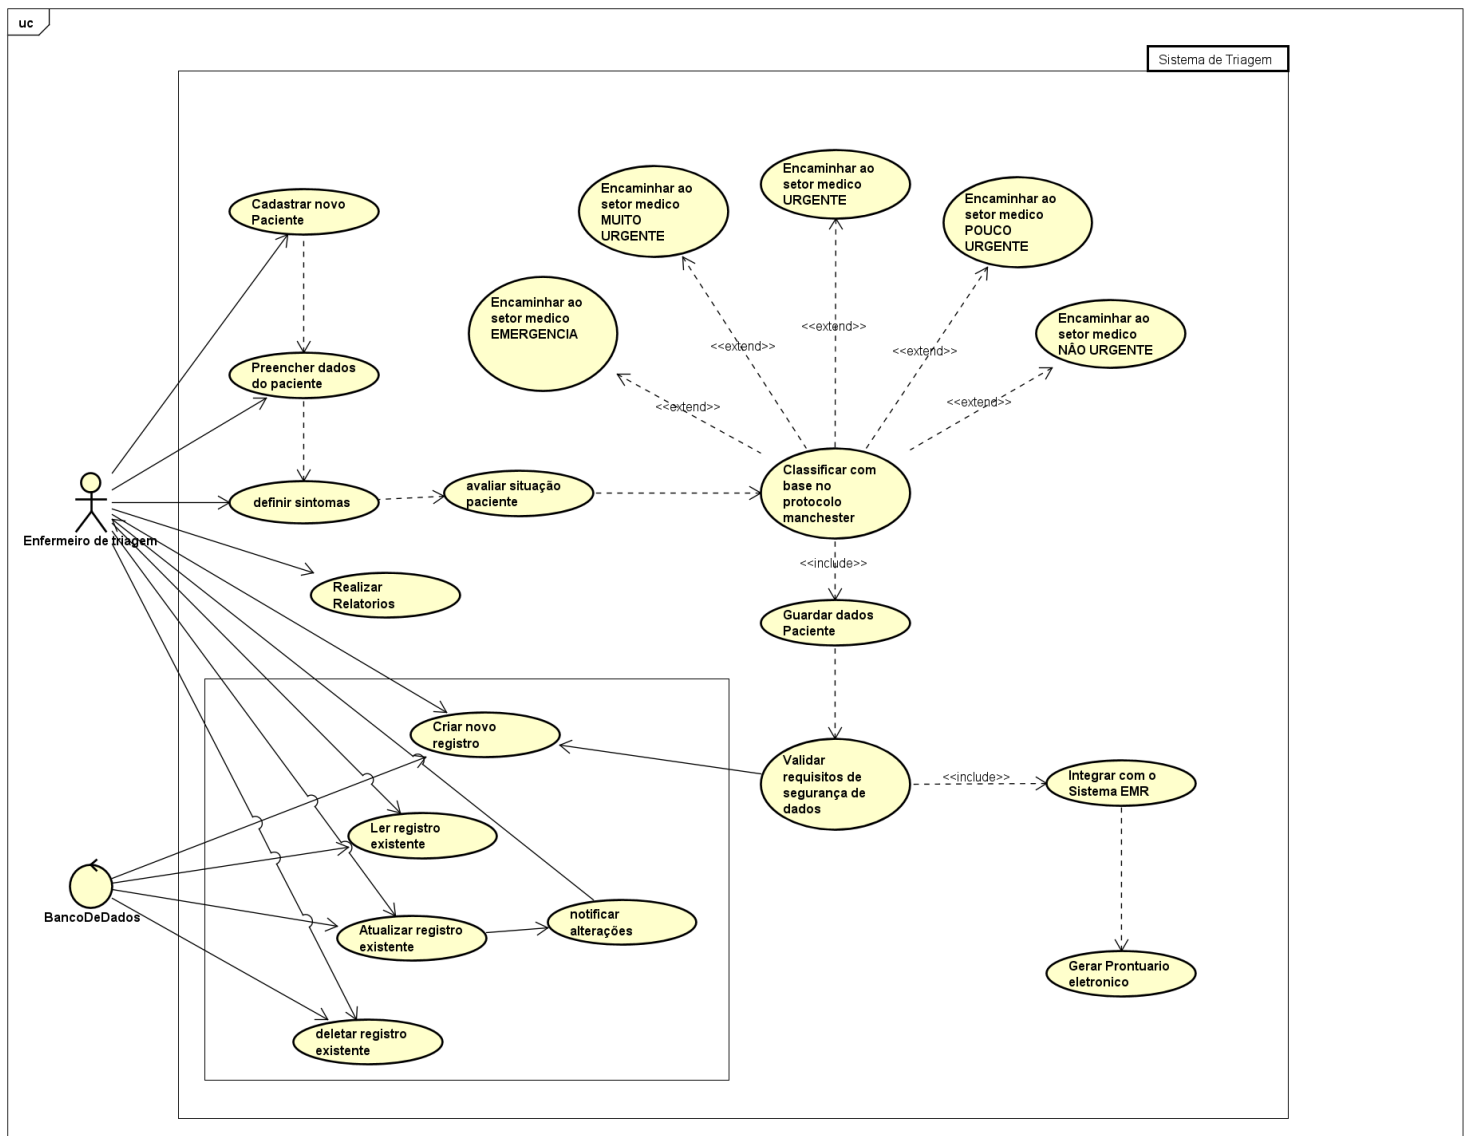 uc
Sistema de Triagem
Cadastrar novo
Paciente
Encaminhar ao
setor medico
MUITO
URGENTE
Encaminhar ao
setor medico
URGENTE
Encaminhar ao
setor medico
POUCO
URGENTE
Encaminhar ao
setor medico
EMERGENCIA
Encaminhar ao
setor medico
NÃO URGENTE
<<extend>>
<<extend>>
<<extend>>
<<extend>>
<<extend>>
Preencher dados
do paciente
definir sintomas
avaliar situação
paciente
Classificar com
base no
protocolo
manchester
Enfermeiro de triagem
<<include>>
Realizar
Relatorios
Guardar dados
Paciente
Criar novo
registro
Validar
requisitos de
segurança de
dados
<<include>>
Integrar com o
Sistema EMR
Ler registro
existente
BancoDeDados
Atualizar registro
existente
notificar
alterações
Gerar Prontuario
eletronico
deletar registro
existente